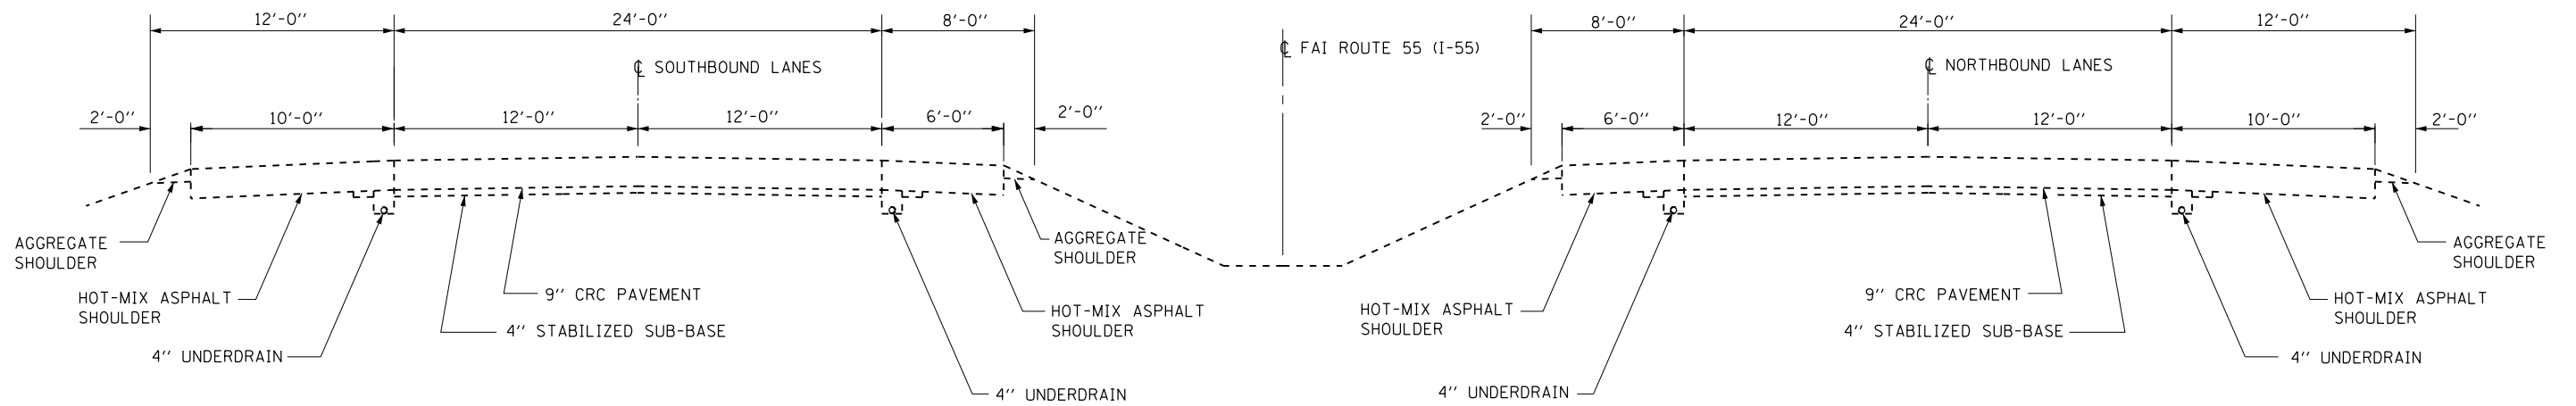 12'-0''
24'-0''
8'-0''
8'-0''
24'-0''
12'-0''
℄ FAI ROUTE 55 (I-55)
℄ SOUTHBOUND LANES
℄ NORTHBOUND LANES
2'-0''
10'-0''
12'-0''
12'-0''
6'-0''
2'-0''
2'-0''
6'-0''
12'-0''
12'-0''
10'-0''
2'-0''
AGGREGATE
SHOULDER
HOT-MIX ASPHALT
SHOULDER
4'' UNDERDRAIN
9'' CRC PAVEMENT
4'' STABILIZED SUB-BASE
AGGREGATE
SHOULDER
HOT-MIX ASPHALT
SHOULDER
4'' UNDERDRAIN
HOT-MIX ASPHALT
SHOULDER
4'' UNDERDRAIN
9'' CRC PAVEMENT
4'' STABILIZED SUB-BASE
AGGREGATE
SHOULDER
HOT-MIX ASPHALT
SHOULDER
4'' UNDERDRAIN